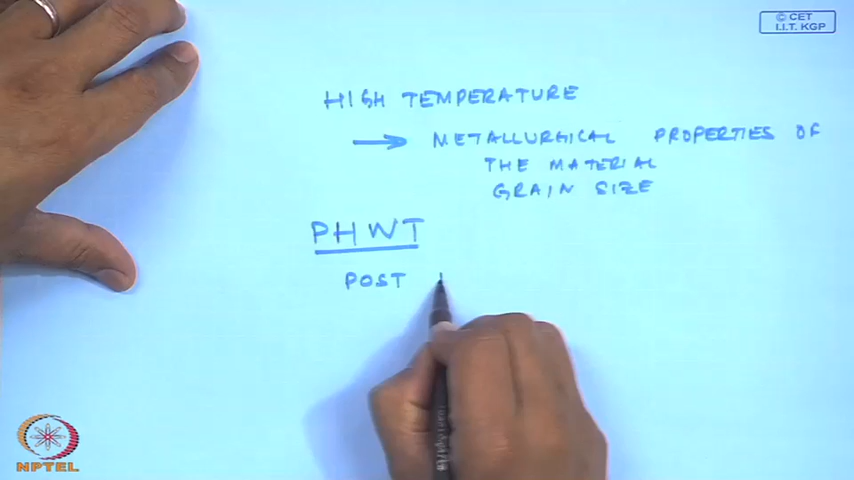 © CET
I.I.T. KGP
HIGH TEMPERATURE
METALLURGICAL PROPERTIES OF
THE MATERIAL
GRAIN SIZE
PHWT
POST
NPTEL